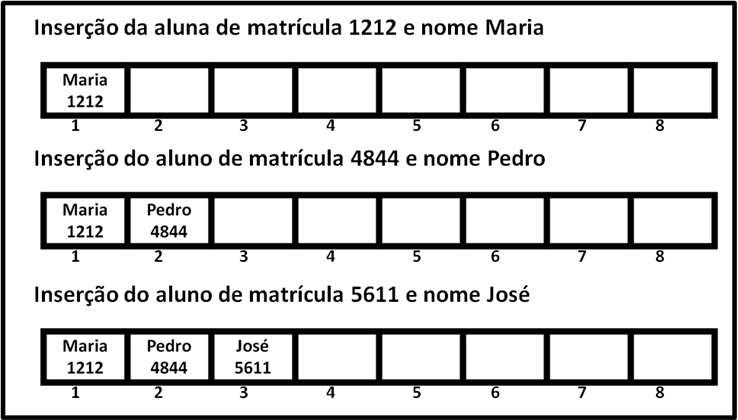 Inserção da aluna de matrícula 1212 e nome Maria
Maria
1212
1 2 3 4 5 6 7 8
Inserção do aluno de matrícula 4844 e nome Pedro
Maria Pedro
1212 4844
1 2 3 4 5 6 7 8
Inserção do aluno de matrícula 5611 e nome José
Maria Pedro José
1212 4844 5611
1 2 3 4 5 6 7 8